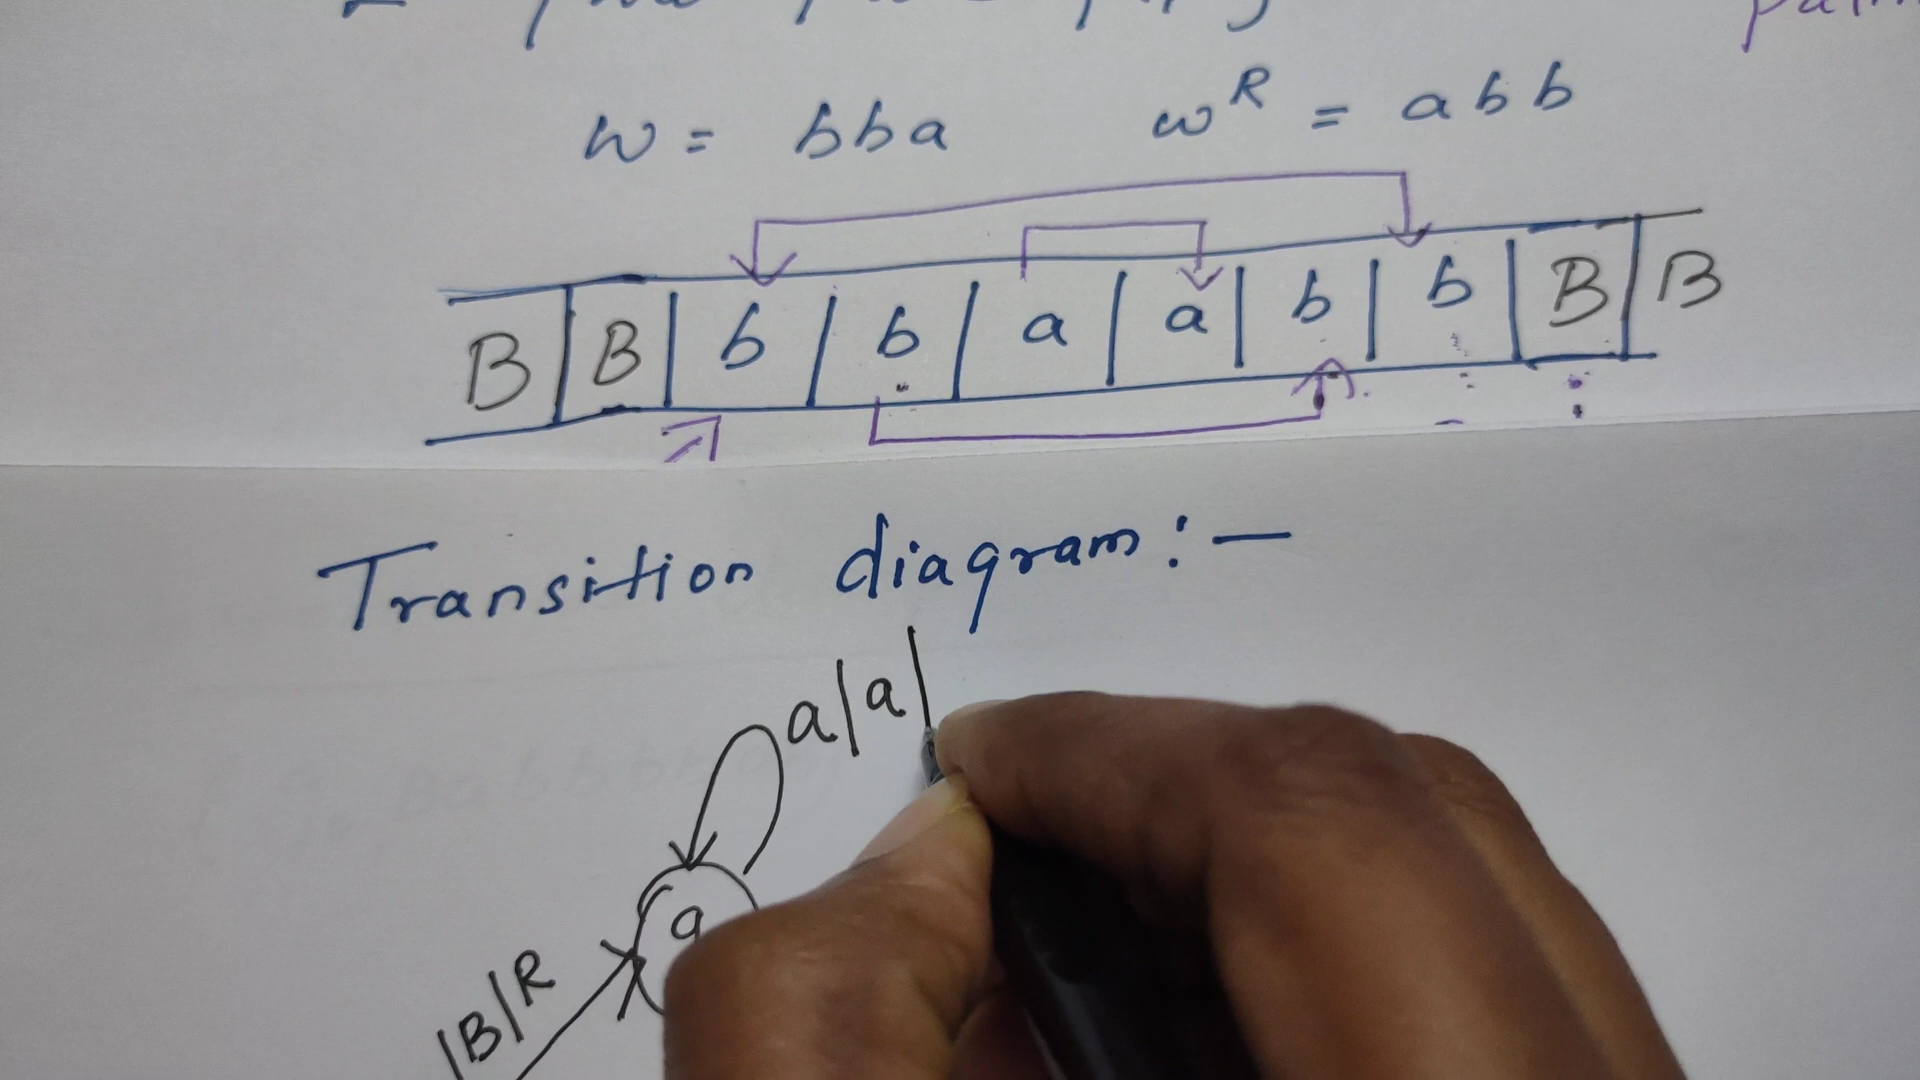 w = bba w^R = abb
B B b b a a b b B B
Transition diagram:-
a|a|
q
|B|R